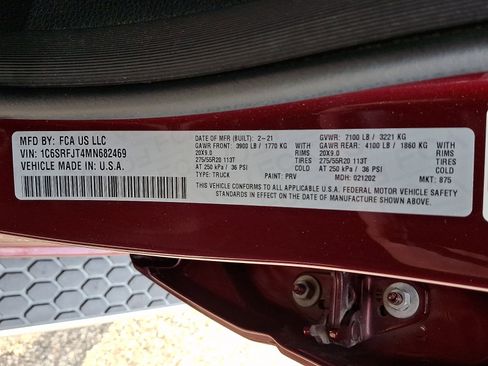 MFD BY: FCA US LLC
VIN: 1C6SRFJT4MN682469
VEHICLE MADE IN: U.S.A.
DATE OF MFR (BUILT): 2-21 GVWR: 7100 LB / 3221 KG
GAWR FRONT: 3900 LB / 1770 KG WITH GAWR REAR: 4100 LB / 1860 KG WITH
20X9.0 RIMS 20X9.0 RIMS
275/55R20 113T TIRES 275/55R20 113T TIRES
AT 250 kPa / 36 PSI COLD AT 250 kPa / 36 PSI COLD
TYPE: TRUCK PAINT: PRV MDH: 021202 MKT: 875
THIS VEHICLE CONFORMS TO ALL APPLICABLE U.S.A. FEDERAL MOTOR VEHICLE SAFETY
STANDARDS IN EFFECT ON THE DATE OF MANUFACTURE SHOWN ABOVE.